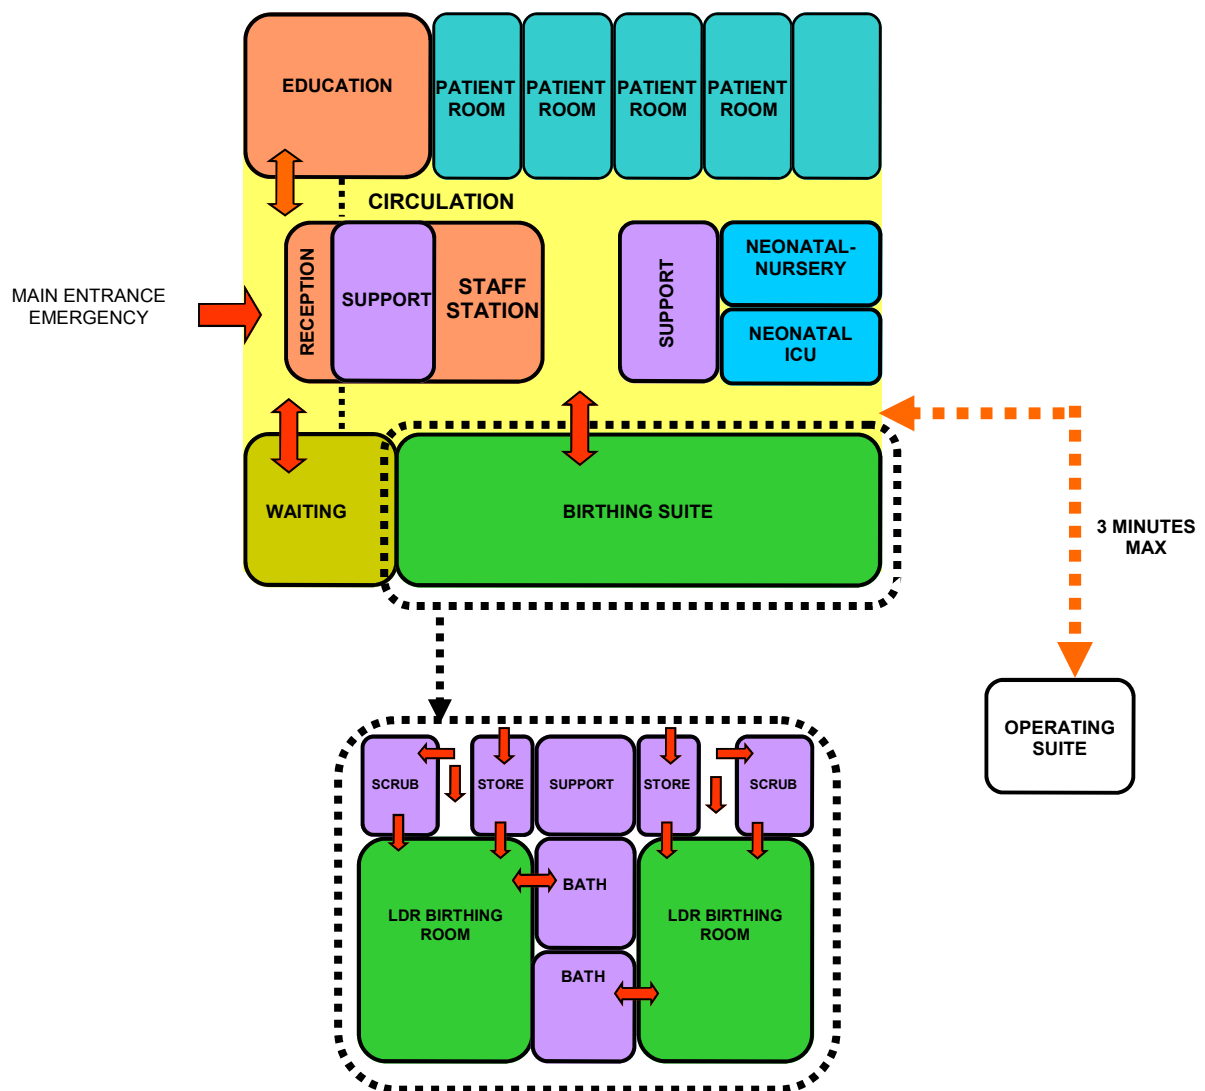 EDUCATION
PATIENT
ROOM
PATIENT
ROOM
PATIENT
ROOM
PATIENT
ROOM
CIRCULATION
MAIN ENTRANCE
EMERGENCY
RECEPTION
SUPPORT
STAFF
STATION
SUPPORT
NEONATAL-
NURSERY
NEONATAL
ICU
WAITING
BIRTHING SUITE
3 MINUTES
MAX
OPERATING
SUITE
SCRUB
STORE
SUPPORT
STORE
SCRUB
LDR BIRTHING
ROOM
BATH
LDR BIRTHING
ROOM
BATH